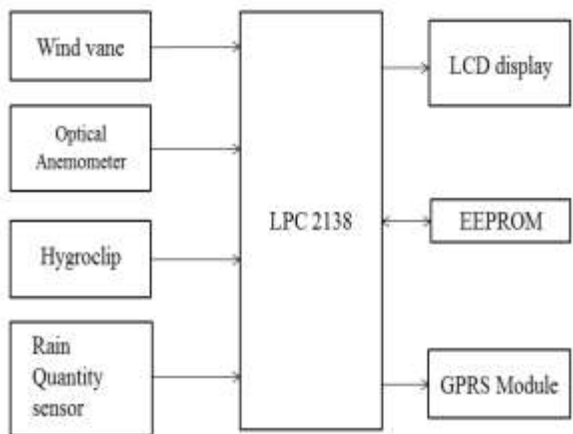 Wind vane
Optical
Anemometer
Hygroclip
Rain
Quantity
sensor
LPC 2138
LCD display
EEPROM
GPRS Module